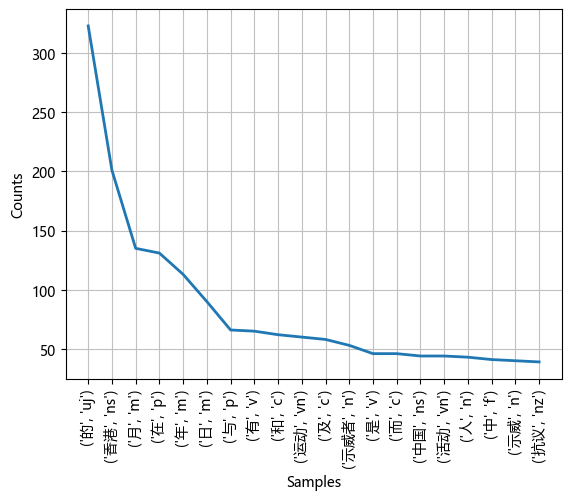 300
250
200
150
100
50
Counts
('的', 'uj')
('香港', 'ns')
('月', 'm')
('在', 'p')
('年', 'm')
('日', 'm')
('与', 'p')
('有', 'v')
('和', 'c')
('运动', 'vn')
('及', 'c')
('示威者', 'n')
('是', 'v')
('而', 'c')
('中国', 'ns')
('活动', 'vn')
('人', 'n')
('中', 'f')
('示威', 'n')
('抗议', 'nz')
Samples